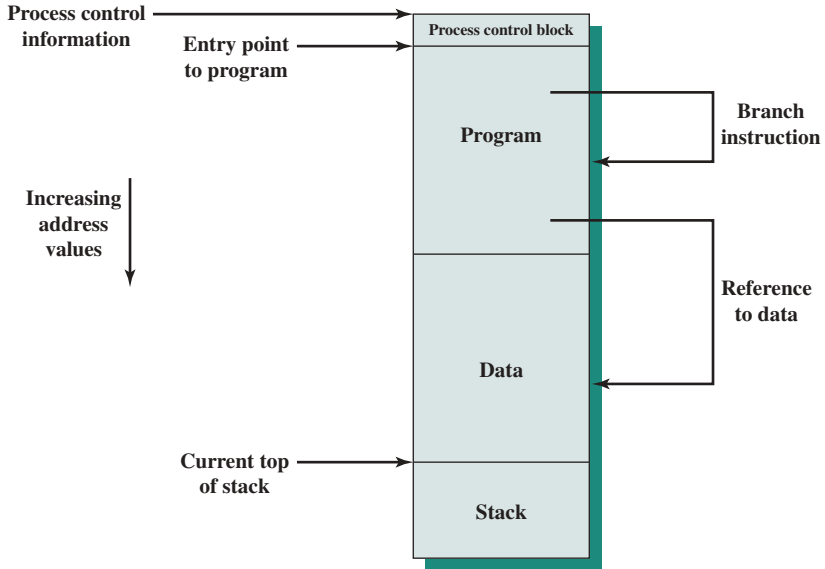 Process control
information
Process control block
Entry point
to program
Program
Branch
instruction
Increasing
address
values
Reference
to data
Data
Current top
of stack
Stack